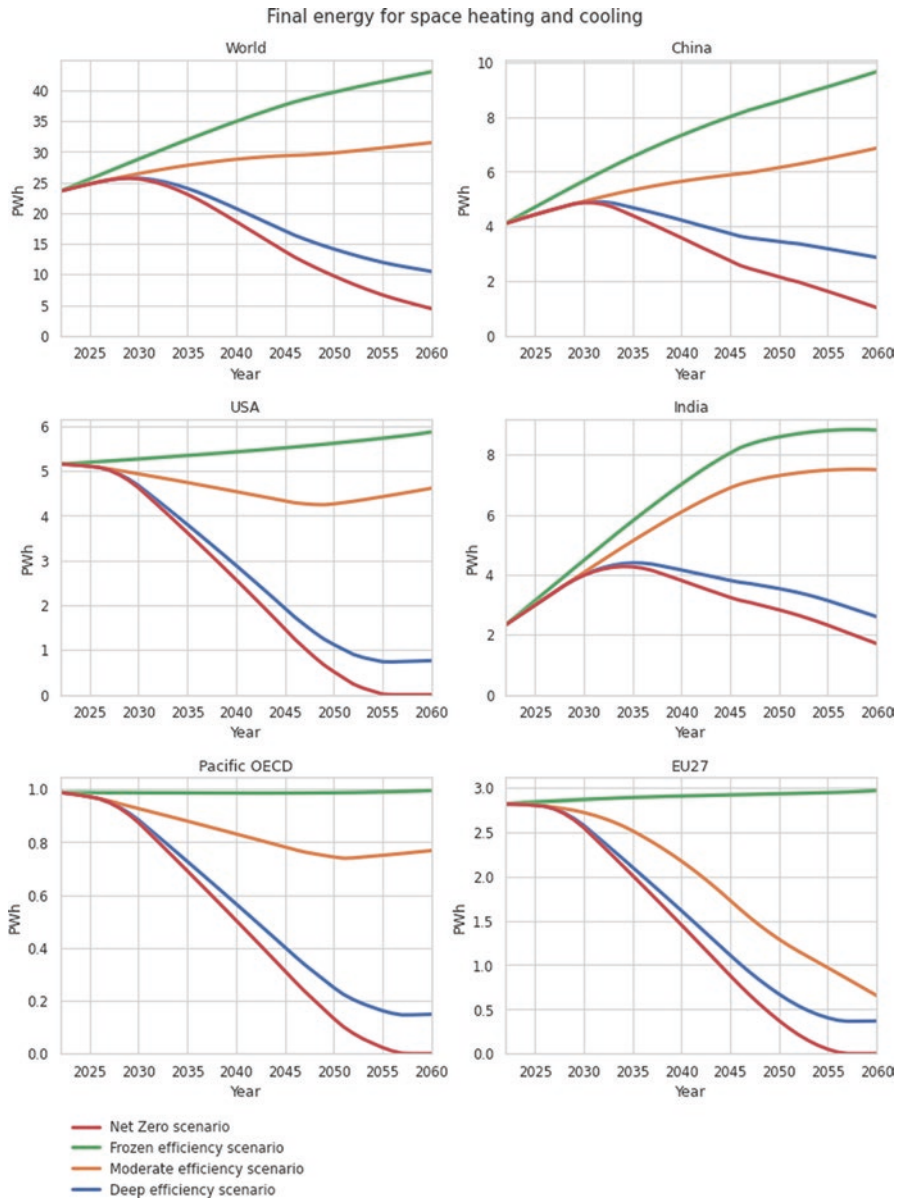 Final energy for space heating and cooling
World
40
35
30
25
20
15
10
5
0
PWh
2025 2030 2035 2040 2045 2050 2055 2060
Year
China
10
8
6
4
2
0
PWh
2025 2030 2035 2040 2045 2050 2055 2060
Year
USA
6
5
4
3
2
1
0
PWh
2025 2030 2035 2040 2045 2050 2055 2060
Year
India
8
6
4
2
0
PWh
2025 2030 2035 2040 2045 2050 2055 2060
Year
Pacific OECD
1.0
0.8
0.6
0.4
0.2
0.0
PWh
2025 2030 2035 2040 2045 2050 2055 2060
Year
EU27
3.0
2.5
2.0
1.5
1.0
0.5
0.0
PWh
2025 2030 2035 2040 2045 2050 2055 2060
Year
Net Zero scenario
Frozen efficiency scenario
Moderate efficiency scenario
Deep efficiency scenario